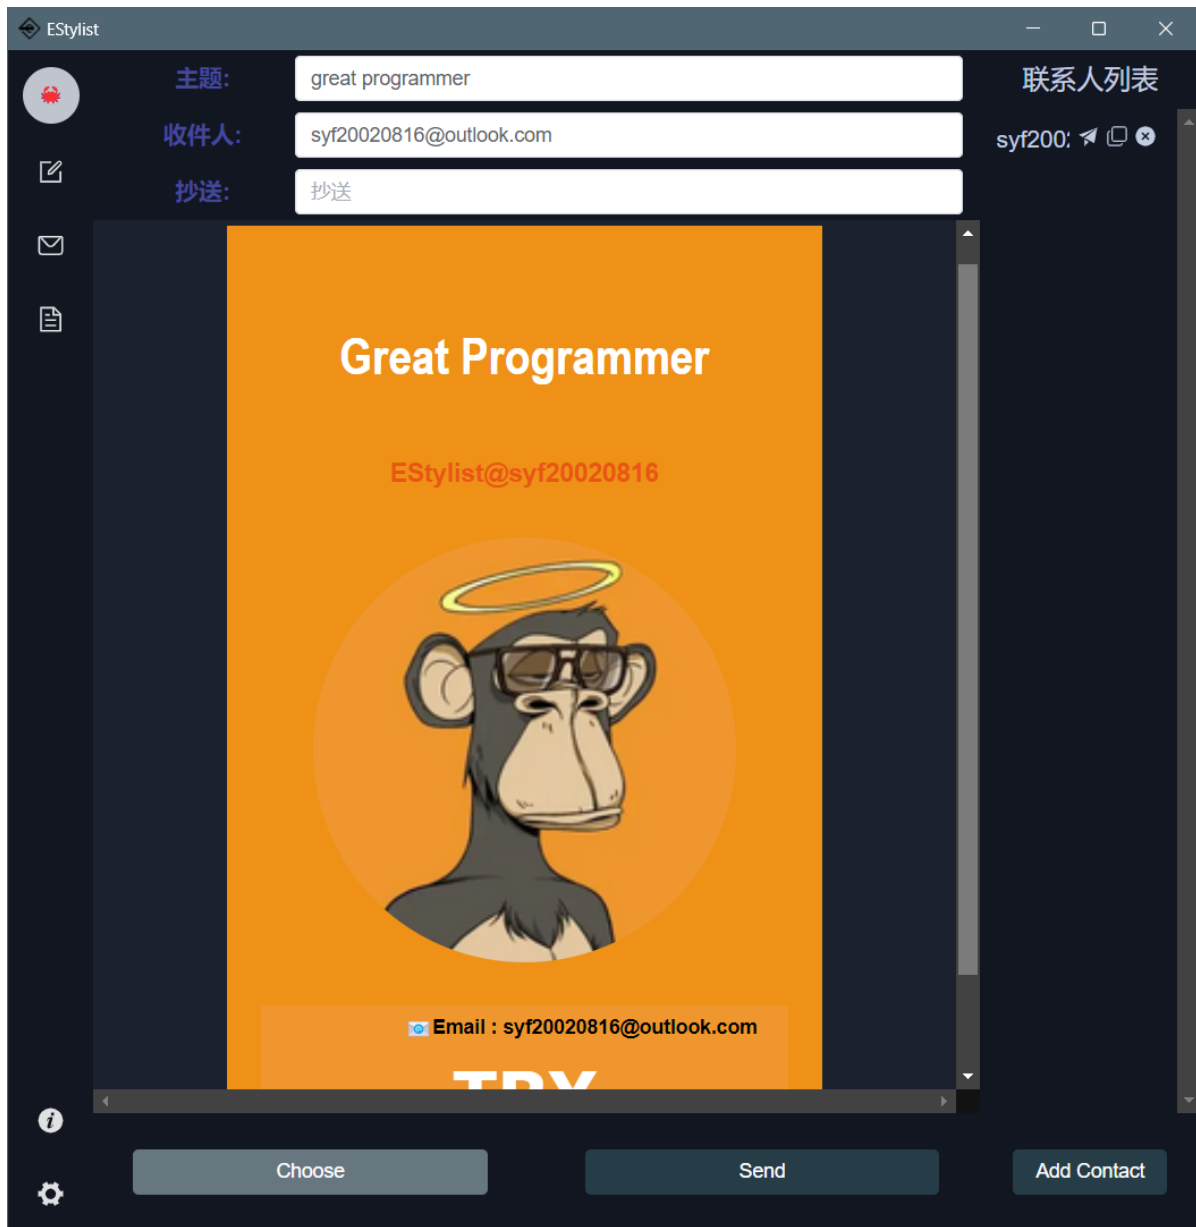 EStylist
主题:
great programmer
联系人列表
收件人:
syf20020816@outlook.com
syf200
抄送:
抄送
Great Programmer
EStylist@syf20020816
Email : syf20020816@outlook.com
TRY
Choose
Send
Add Contact